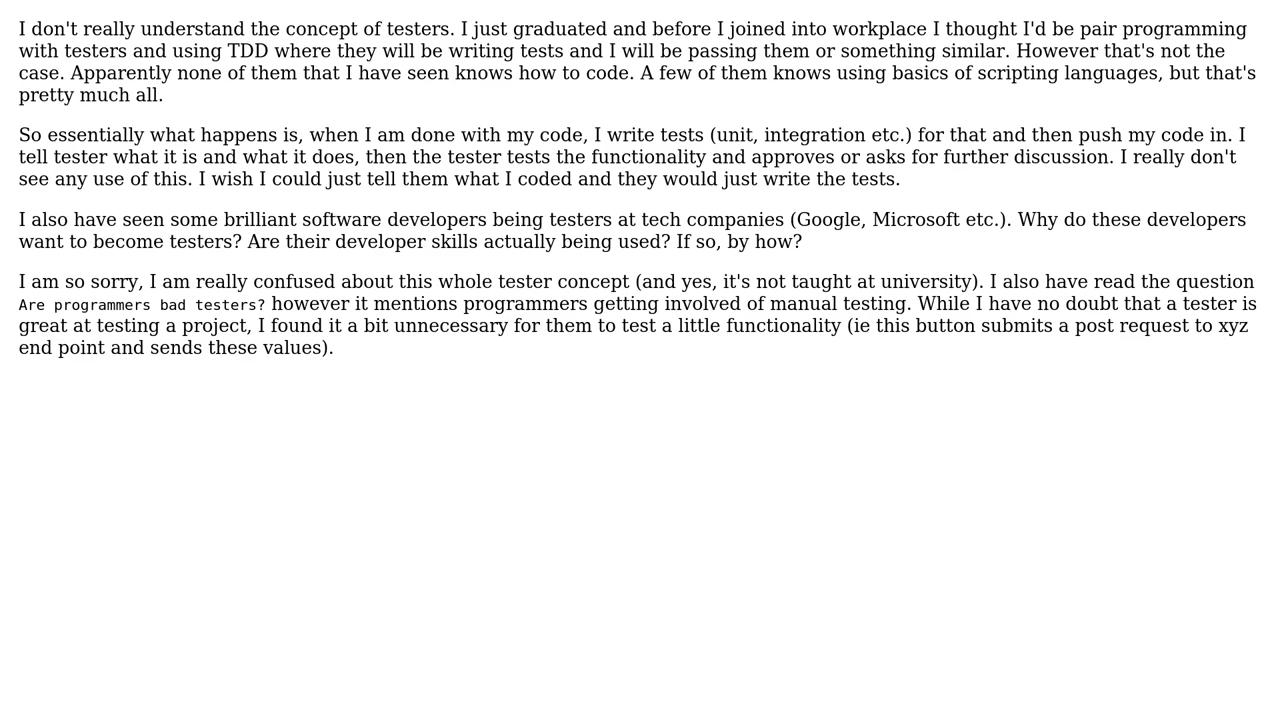 I don't really understand the concept of testers. I just graduated and before I joined into workplace I thought I'd be pair programming
with testers and using TDD where they will be writing tests and I will be passing them or something similar. However that's not the
case. Apparently none of them that I have seen knows how to code. A few of them knows using basics of scripting languages, but that's
pretty much all.
So essentially what happens is, when I am done with my code, I write tests (unit, integration etc.) for that and then push my code in. I
tell tester what it is and what it does, then the tester tests the functionality and approves or asks for further discussion. I really don't
see any use of this. I wish I could just tell them what I coded and they would just write the tests.
I also have seen some brilliant software developers being testers at tech companies (Google, Microsoft etc.). Why do these developers
want to become testers? Are their developer skills actually being used? If so, by how?
I am so sorry, I am really confused about this whole tester concept (and yes, it's not taught at university). I also have read the question
Are programmers bad testers? however it mentions programmers getting involved of manual testing. While I have no doubt that a tester is
great at testing a project, I found it a bit unnecessary for them to test a little functionality (ie this button submits a post request to xyz
end point and sends these values).